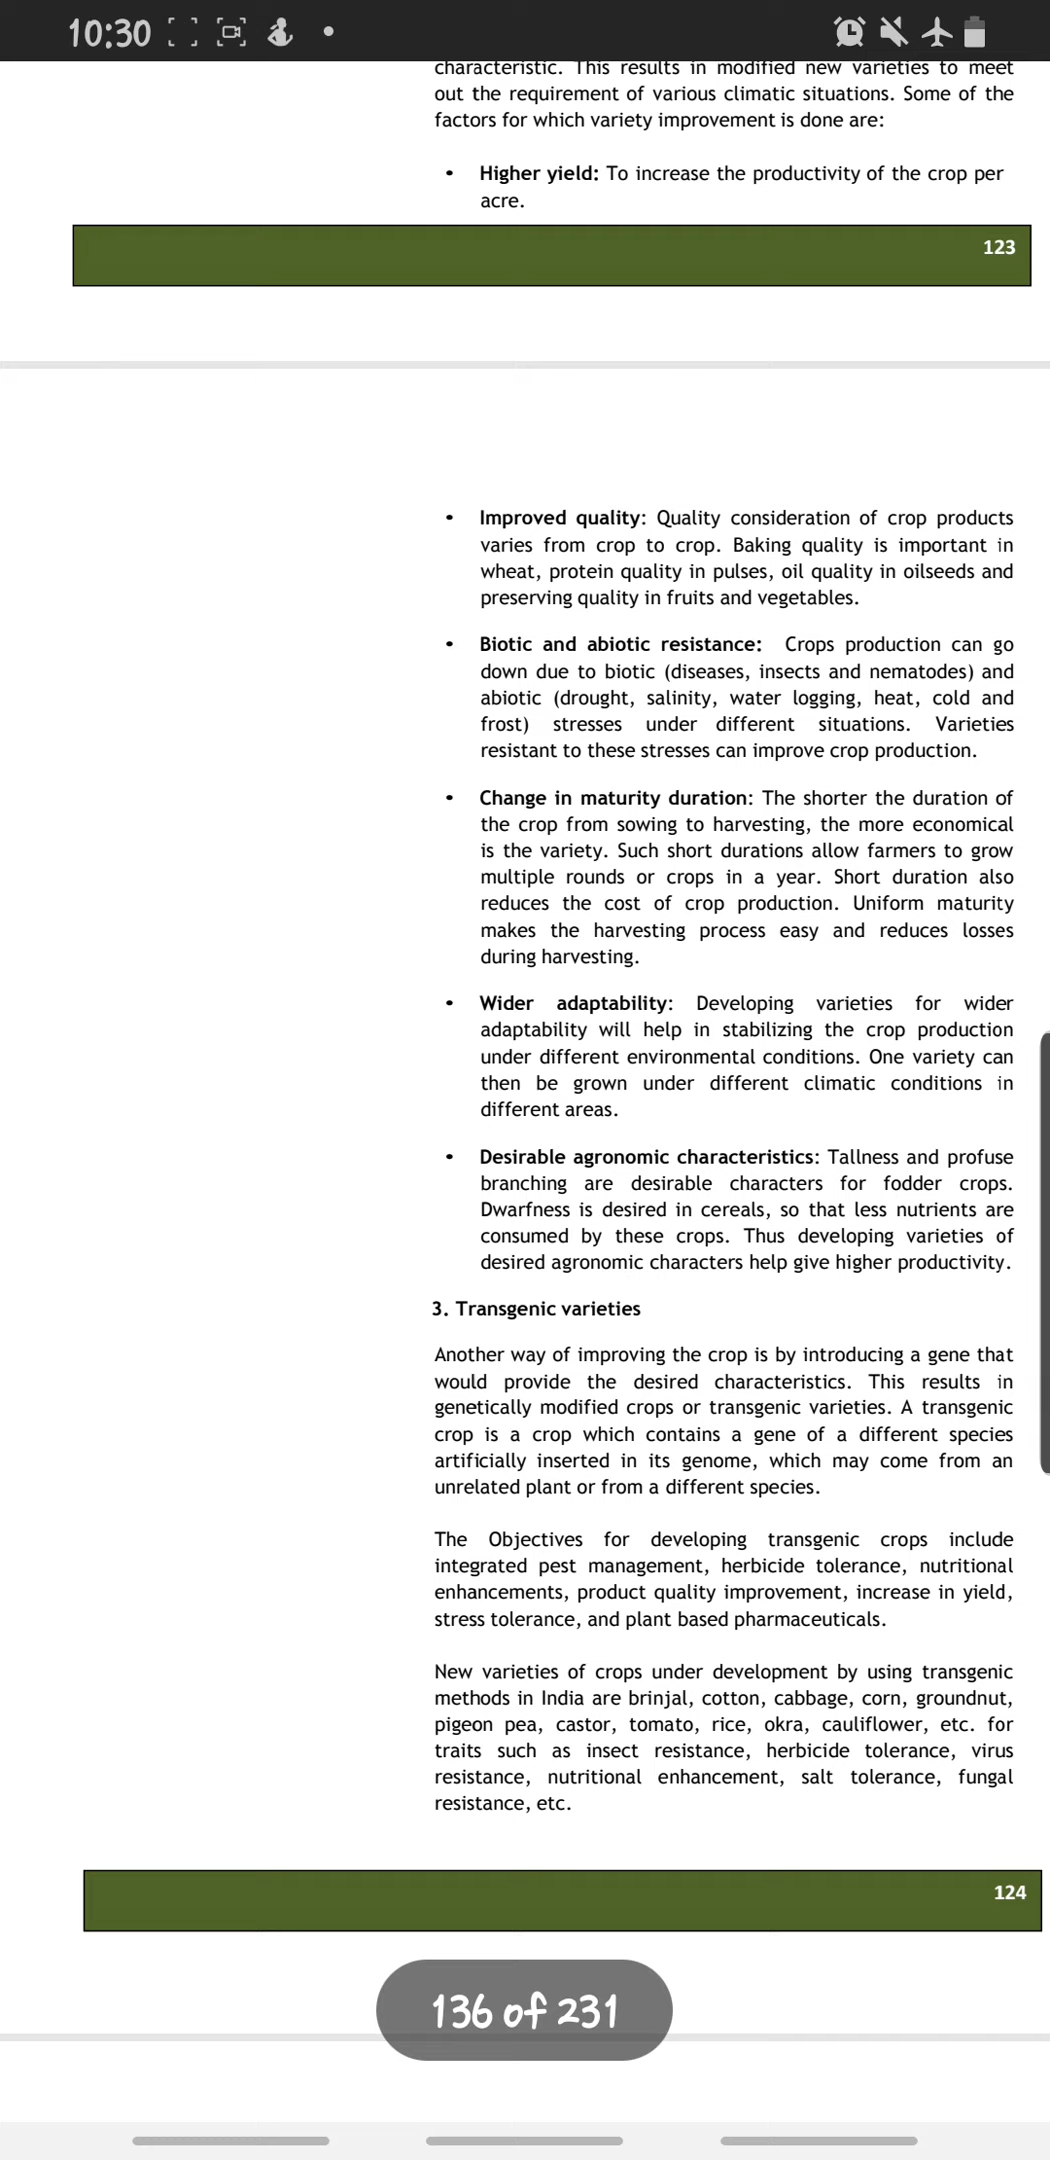 10:30
characteristic. This results in modified new varieties to meet
out the requirement of various climatic situations. Some of the
factors for which variety improvement is done are:
• Higher yield: To increase the productivity of the crop per
acre.
123
• Improved quality: Quality consideration of crop products
varies from crop to crop. Baking quality is important in
wheat, protein quality in pulses, oil quality in oilseeds and
preserving quality in fruits and vegetables.
• Biotic and abiotic resistance: Crops production can go
down due to biotic (diseases, insects and nematodes) and
abiotic (drought, salinity, water logging, heat, cold and
frost) stresses under different situations. Varieties
resistant to these stresses can improve crop production.
• Change in maturity duration: The shorter the duration of
the crop from sowing to harvesting, the more economical
is the variety. Such short durations allow farmers to grow
multiple rounds or crops in a year. Short duration also
reduces the cost of crop production. Uniform maturity
makes the harvesting process easy and reduces losses
during harvesting.
• Wider adaptability: Developing varieties for wider
adaptability will help in stabilizing the crop production
under different environmental conditions. One variety can
then be grown under different climatic conditions in
different areas.
• Desirable agronomic characteristics: Tallness and profuse
branching are desirable characters for fodder crops.
Dwarfness is desired in cereals, so that less nutrients are
consumed by these crops. Thus developing varieties of
desired agronomic characters help give higher productivity.
3. Transgenic varieties
Another way of improving the crop is by introducing a gene that
would provide the desired characteristics. This results in
genetically modified crops or transgenic varieties. A transgenic
crop is a crop which contains a gene of a different species
artificially inserted in its genome, which may come from an
unrelated plant or from a different species.
The Objectives for developing transgenic crops include
integrated pest management, herbicide tolerance, nutritional
enhancements, product quality improvement, increase in yield,
stress tolerance, and plant based pharmaceuticals.
New varieties of crops under development by using transgenic
methods in India are brinjal, cotton, cabbage, corn, groundnut,
pigeon pea, castor, tomato, rice, okra, cauliflower, etc. for
traits such as insect resistance, herbicide tolerance, virus
resistance, nutritional enhancement, salt tolerance, fungal
resistance, etc.
124
136 of 231